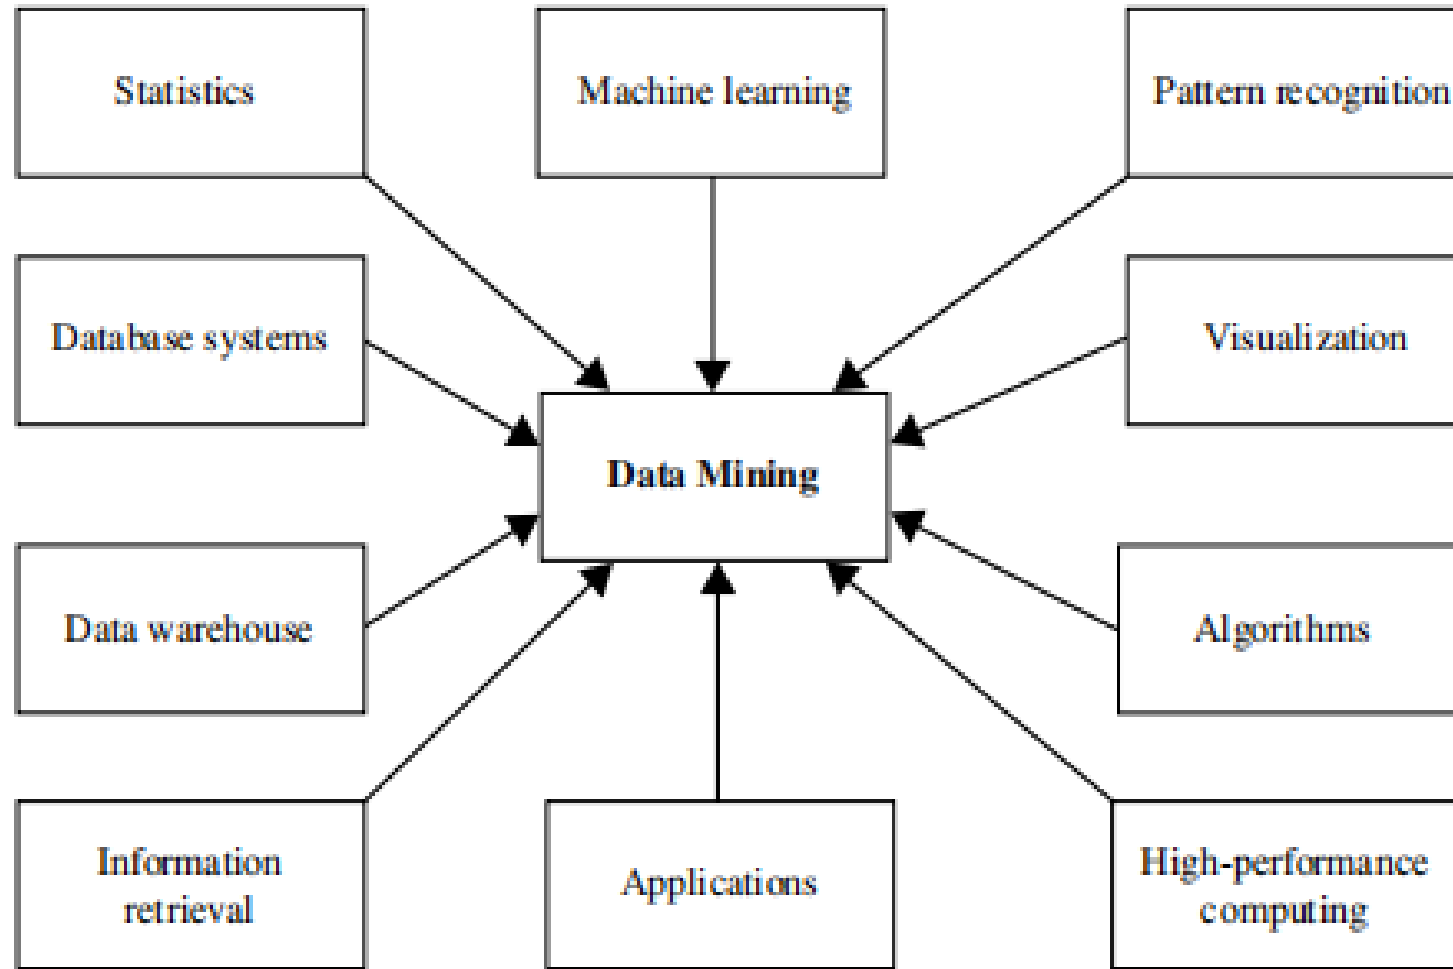 Statistics
Machine learning
Pattern recognition
Database systems
Visualization
Data Mining
Data warehouse
Algorithms
Information
retrieval
Applications
High-performance
computing